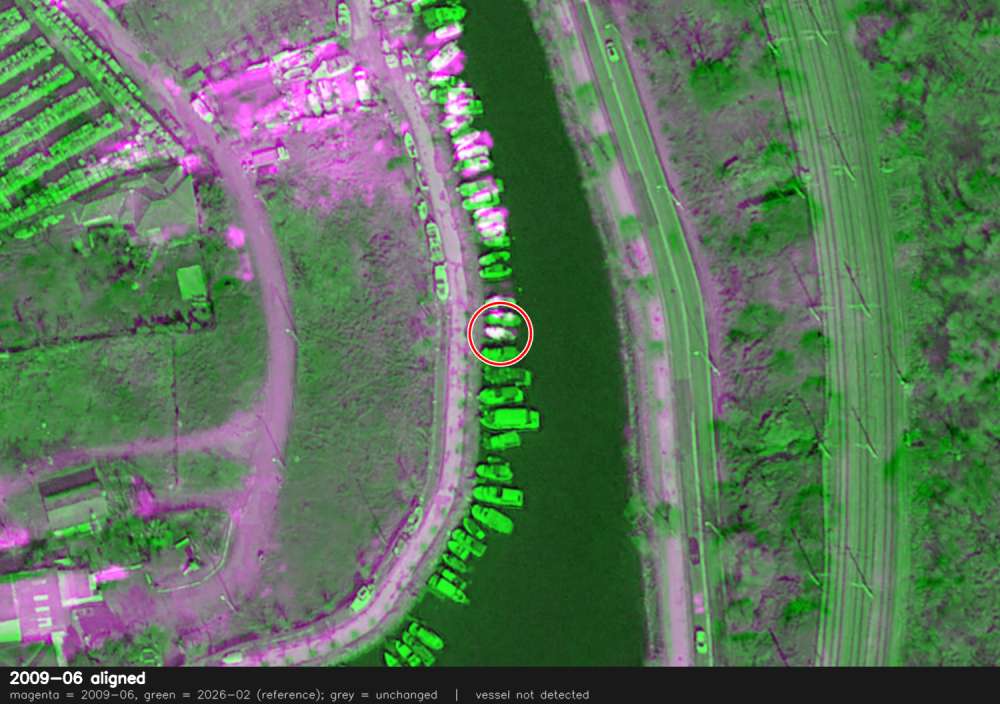 2009-06 aligned
magenta = 2009-06, green = 2026-02 (reference); grey = unchanged | vessel not detected